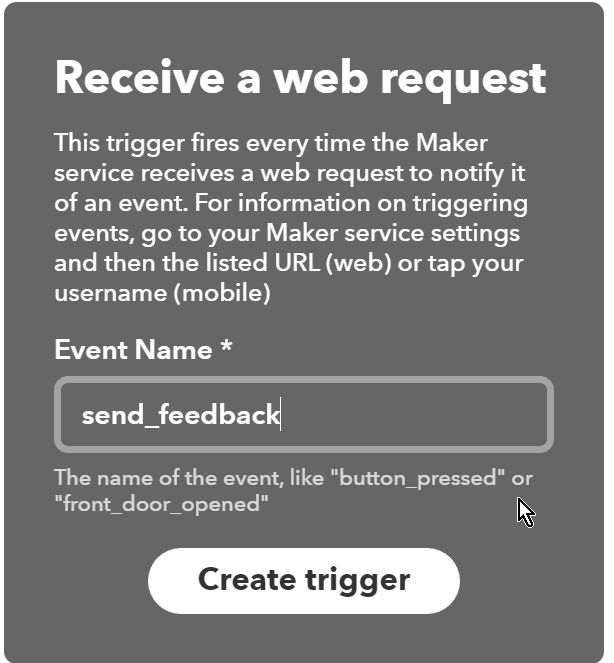 Receive a web request
This trigger fires every time the Maker
service receives a web request to notify it
of an event. For information on triggering
events, go to your Maker service settings
and then the listed URL (web) or tap your
username (mobile)
Event Name *
send_feedback
The name of the event, like "button_pressed" or
"front_door_opened"
Create trigger